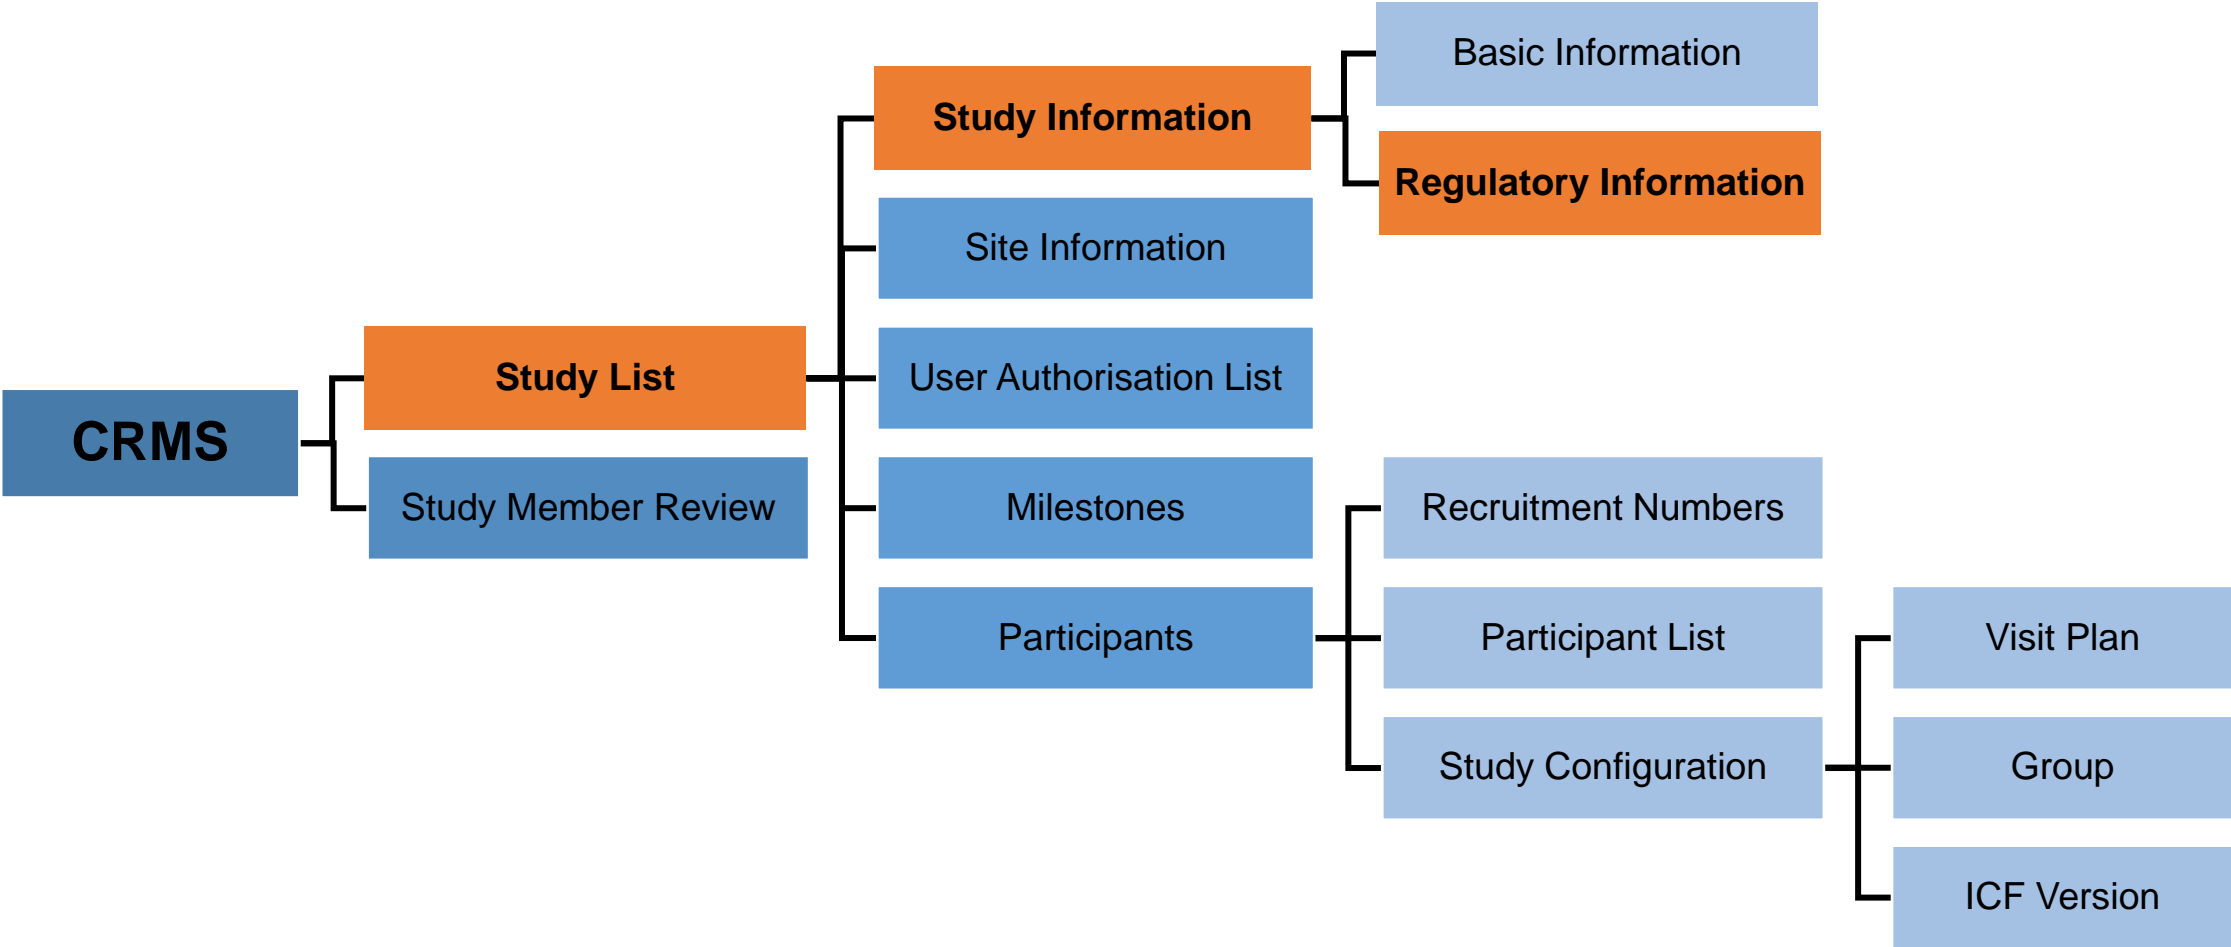 CRMS
Study List
Study Member Review
Study Information
Site Information
User Authorisation List
Milestones
Participants
Basic Information
Regulatory Information
Recruitment Numbers
Participant List
Study Configuration
Visit Plan
Group
ICF Version